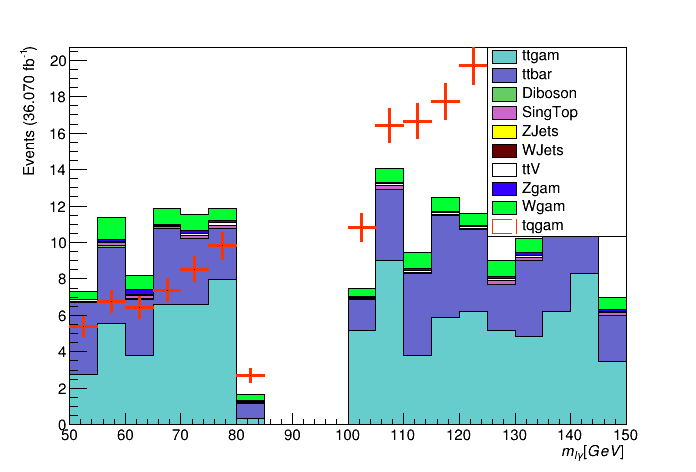 Events (36.070 fb⁻¹)
20
18
16
14
12
10
8
6
4
2
0
50 60 70 80 90 100 110 120 130 140 150
m_lγ[GeV]
ttgam
ttbar
Diboson
SingTop
ZJets
WJets
ttV
Zgam
Wgam
tqgam